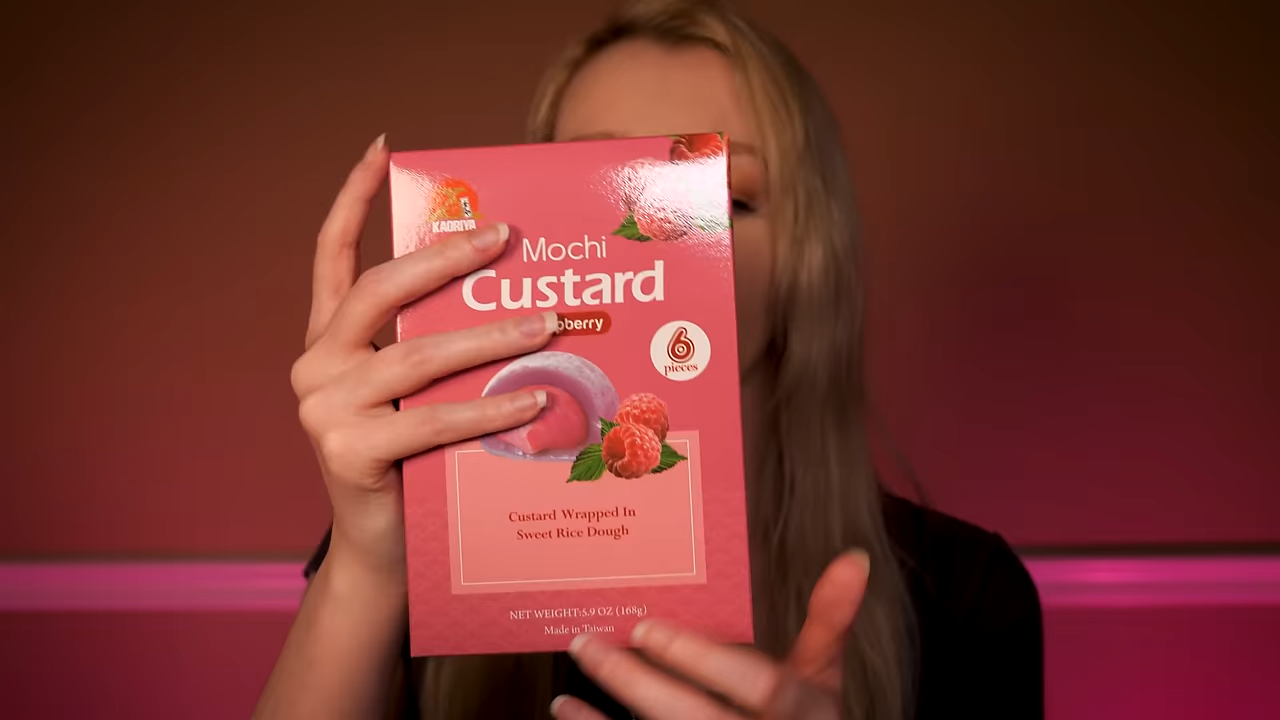 KAORIYA
Mochi
Custard
pberry
6
pieces
Custard Wrapped In
Sweet Rice Dough
NET WEIGHT:5.9 OZ (168g)
Made in Taiwan